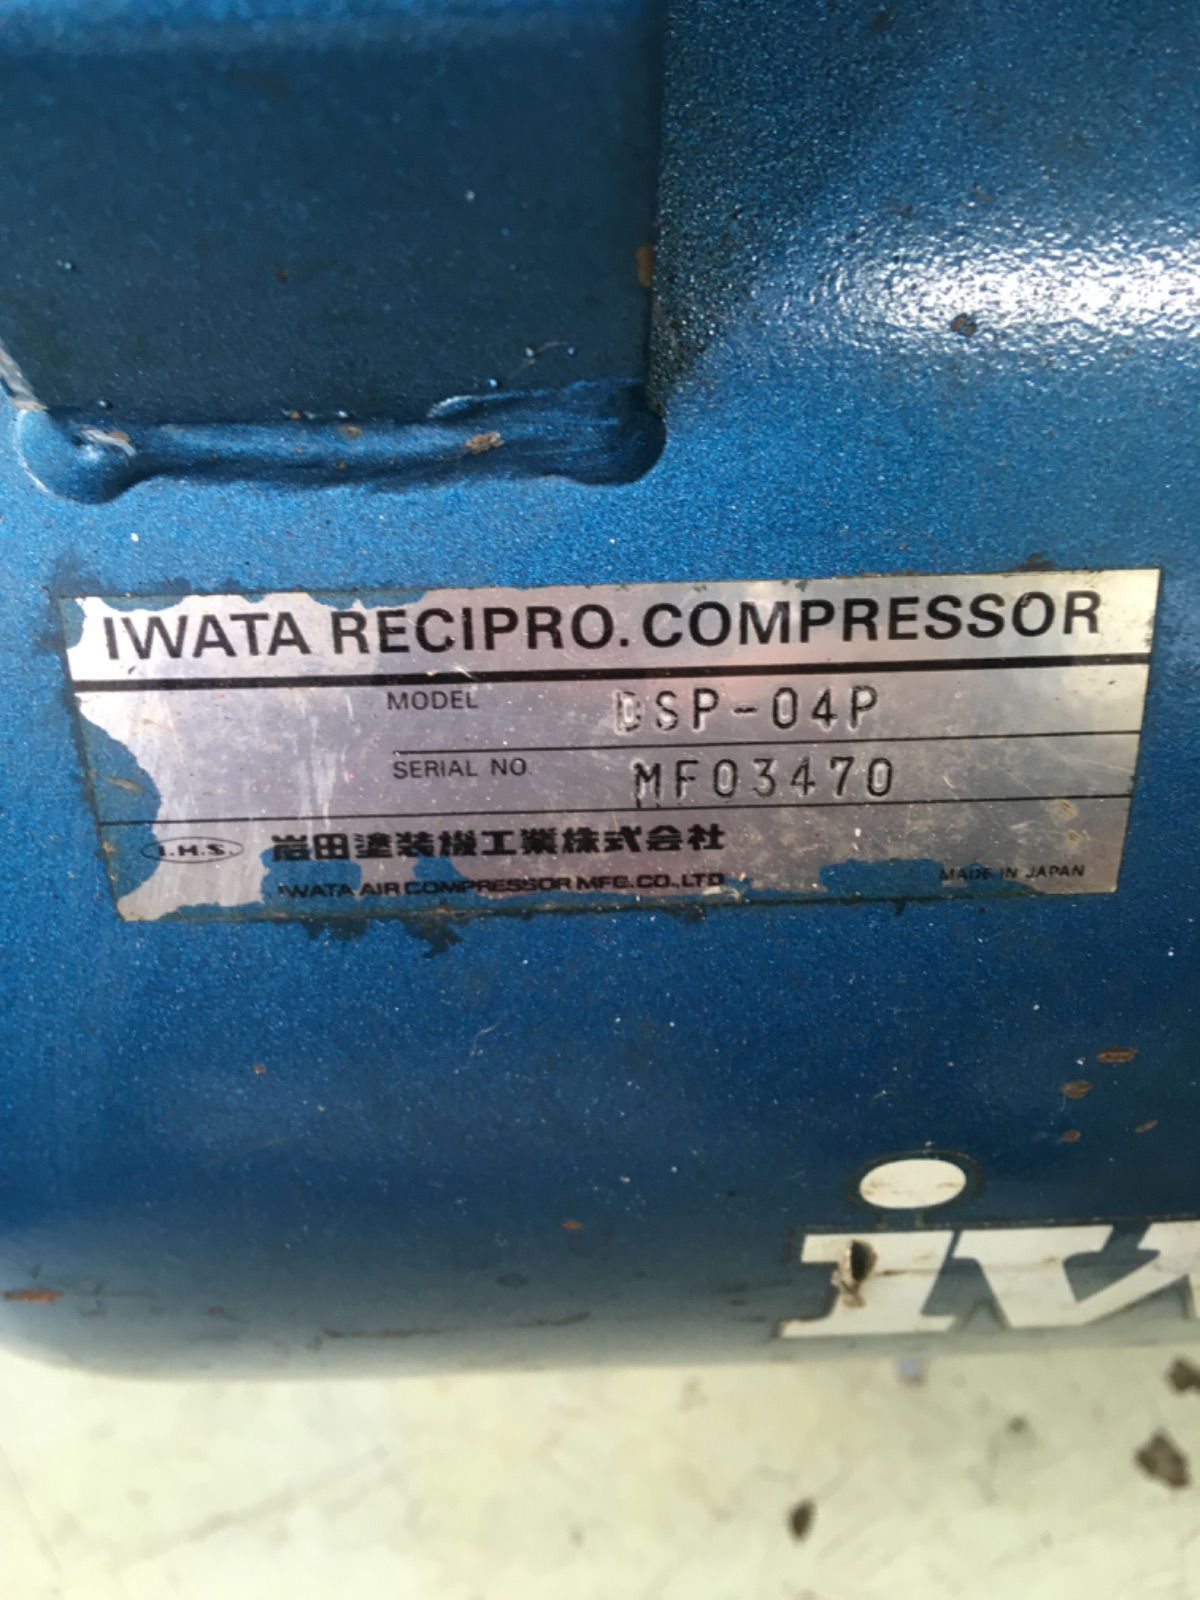 IWATA RECIPRO. COMPRESSOR
MODEL DSP-04P
SERIAL NO. MF03470
I.H.S. 岩田塗装機工業株式会社
IWATA AIR COMPRESSOR MFG. CO., LTD
MADE IN JAPAN